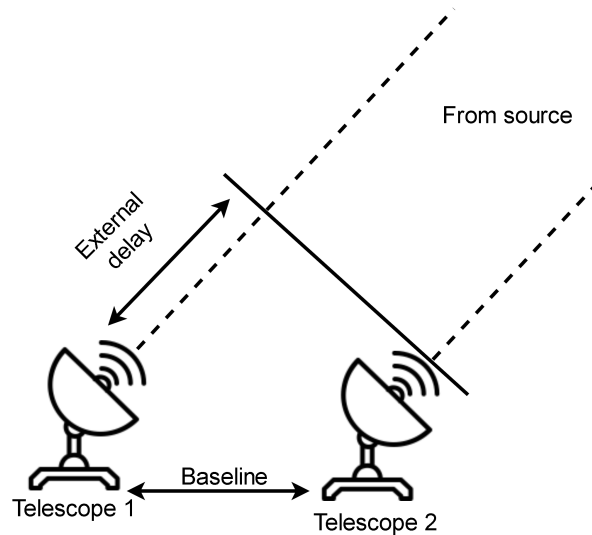 From source
External
delay
Baseline
Telescope 1
Telescope 2